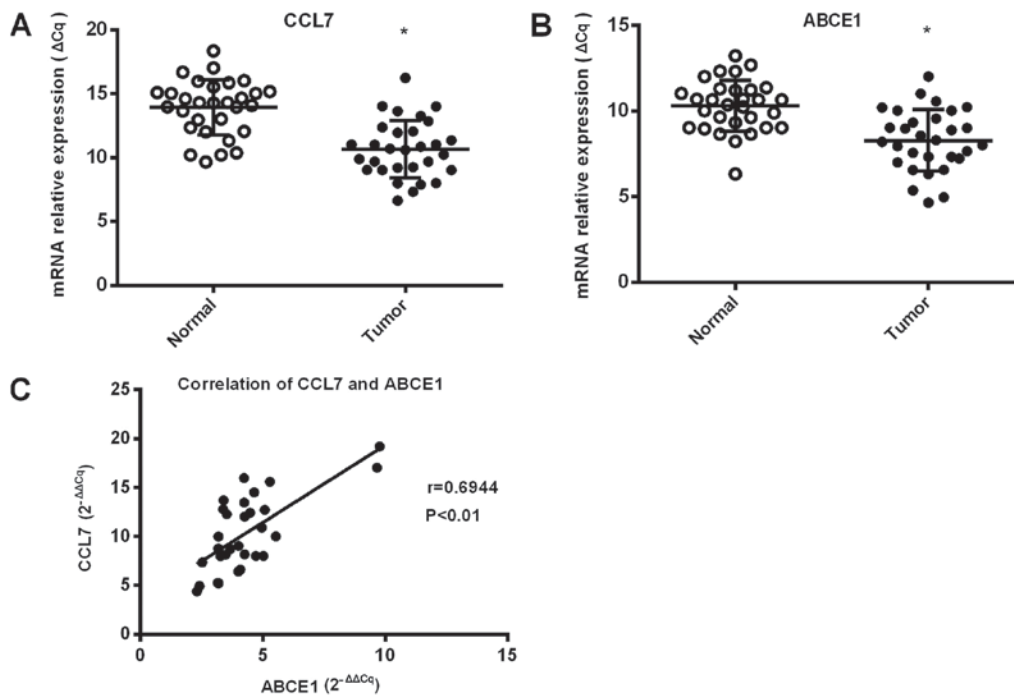 A
CCL7
mRNA relative expression ( ΔCq)
20
*
15
10
5
0
Normal
Tumor
B
ABCE1
mRNA relative expression ( ΔCq)
15
*
10
5
0
Normal
Tumor
C
Correlation of CCL7 and ABCE1
CCL7 (2-ΔΔCq)
25
20
15
10
5
0
r=0.6944
P<0.01
0
5
10
15
ABCE1 (2-ΔΔCq)